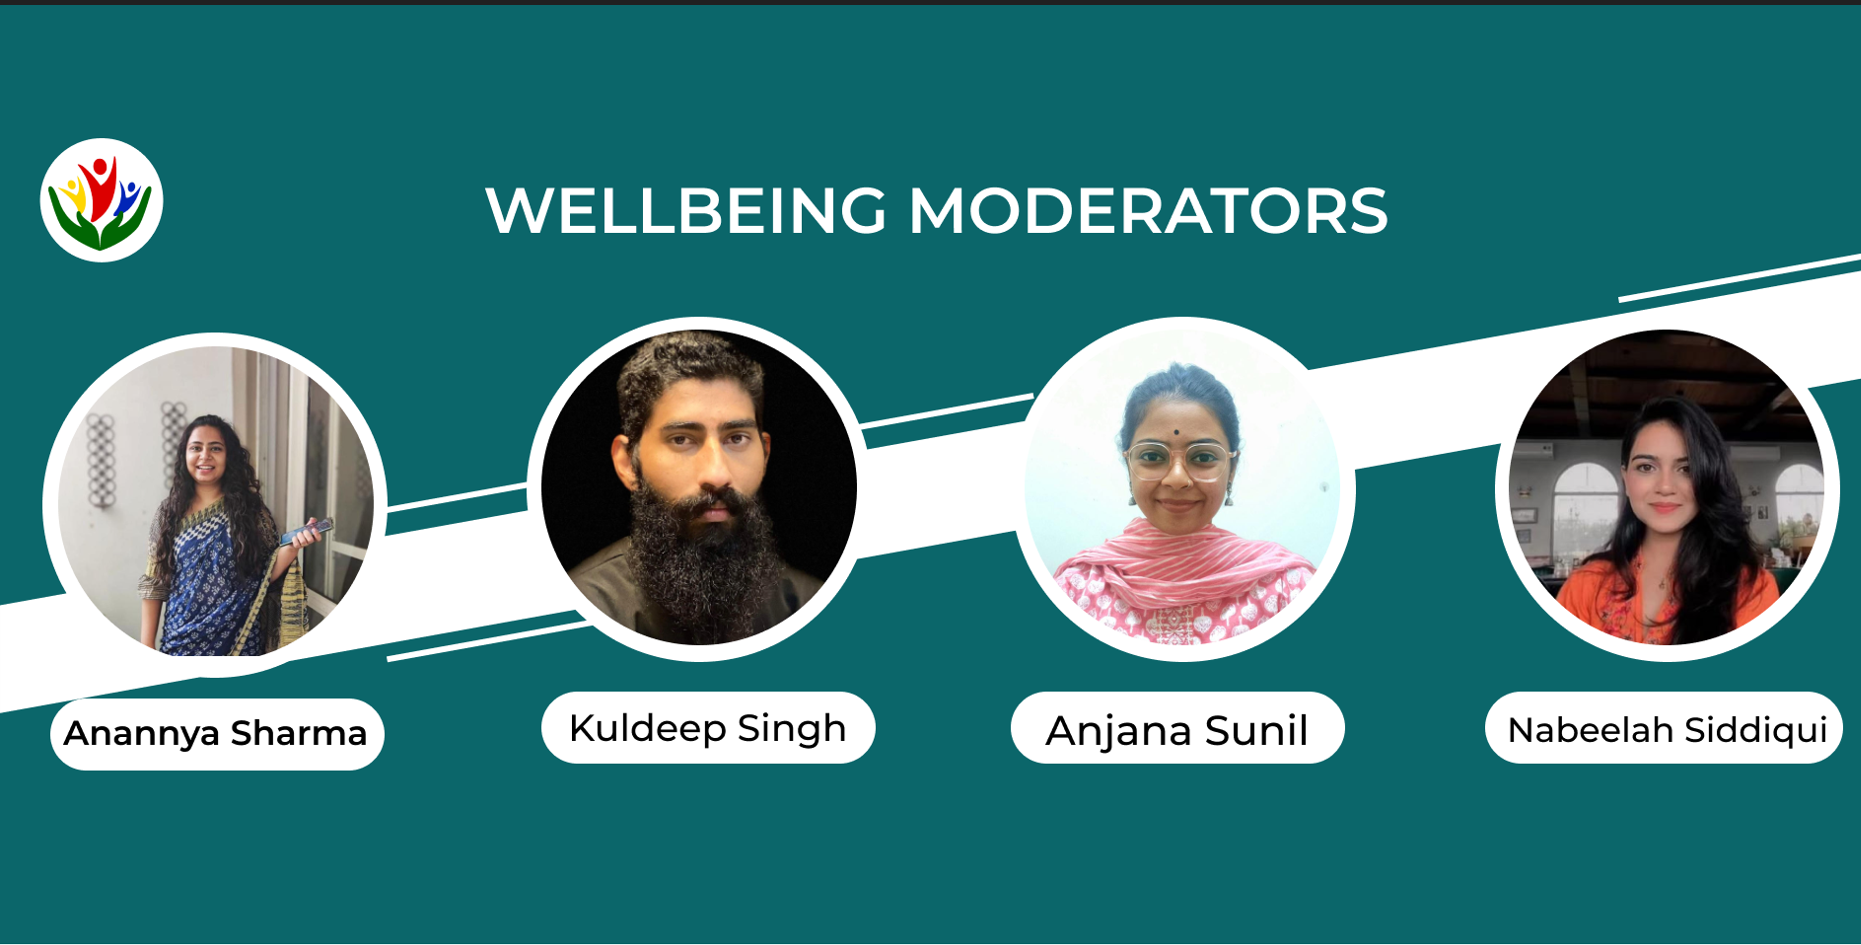 WELLBEING MODERATORS
Anannya Sharma
Kuldeep Singh
Anjana Sunil
Nabeelah Siddiqui